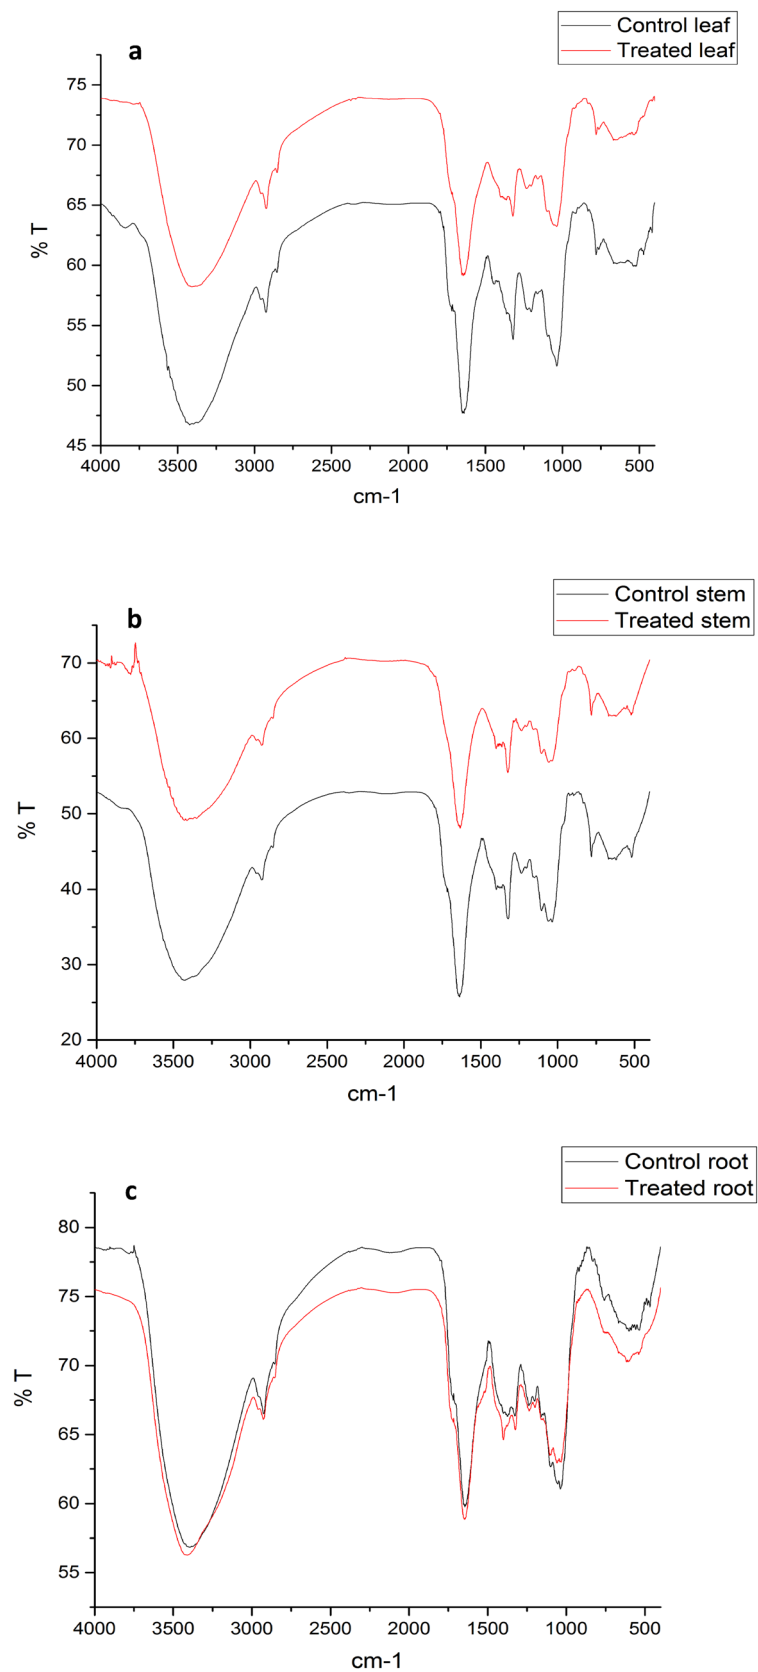 Control leaf
a
Treated leaf
75
70
65
% T
60
55
50
45
4000 3500 3000 2500 2000 1500 1000 500
cm-1
Control stem
b
Treated stem
70
60
50
% T
40
30
20
4000 3500 3000 2500 2000 1500 1000 500
cm-1
Control root
c
Treated root
80
75
70
% T
65
60
55
4000 3500 3000 2500 2000 1500 1000 500
cm-1